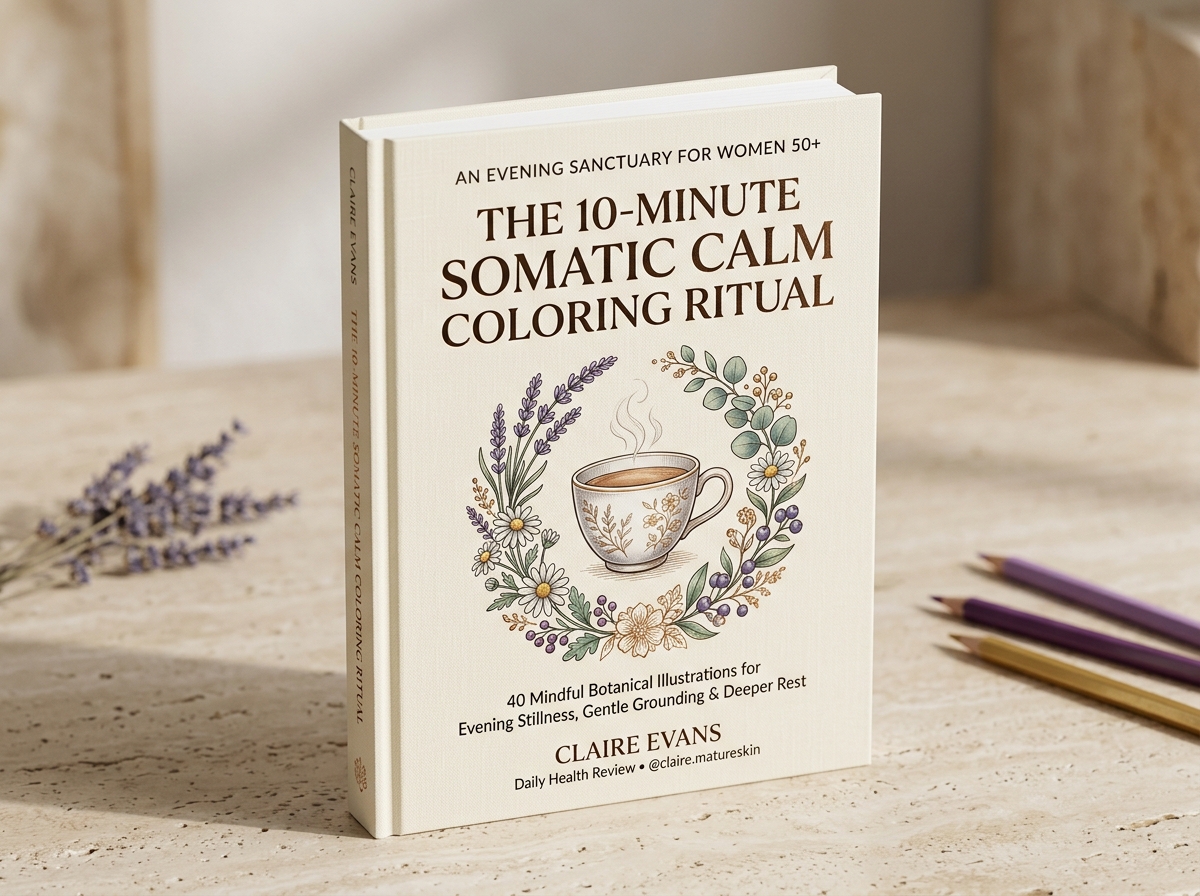 AN EVENING SANCTUARY FOR WOMEN 50+
THE 10-MINUTE
SOMATIC CALM
COLORING RITUAL
40 Mindful Botanical Illustrations for
Evening Stillness, Gentle Grounding & Deeper Rest
CLAIRE EVANS
Daily Health Review • @claire.matureskin
CLAIRE EVANS THE 10-MINUTE SOMATIC CALM COLORING RITUAL